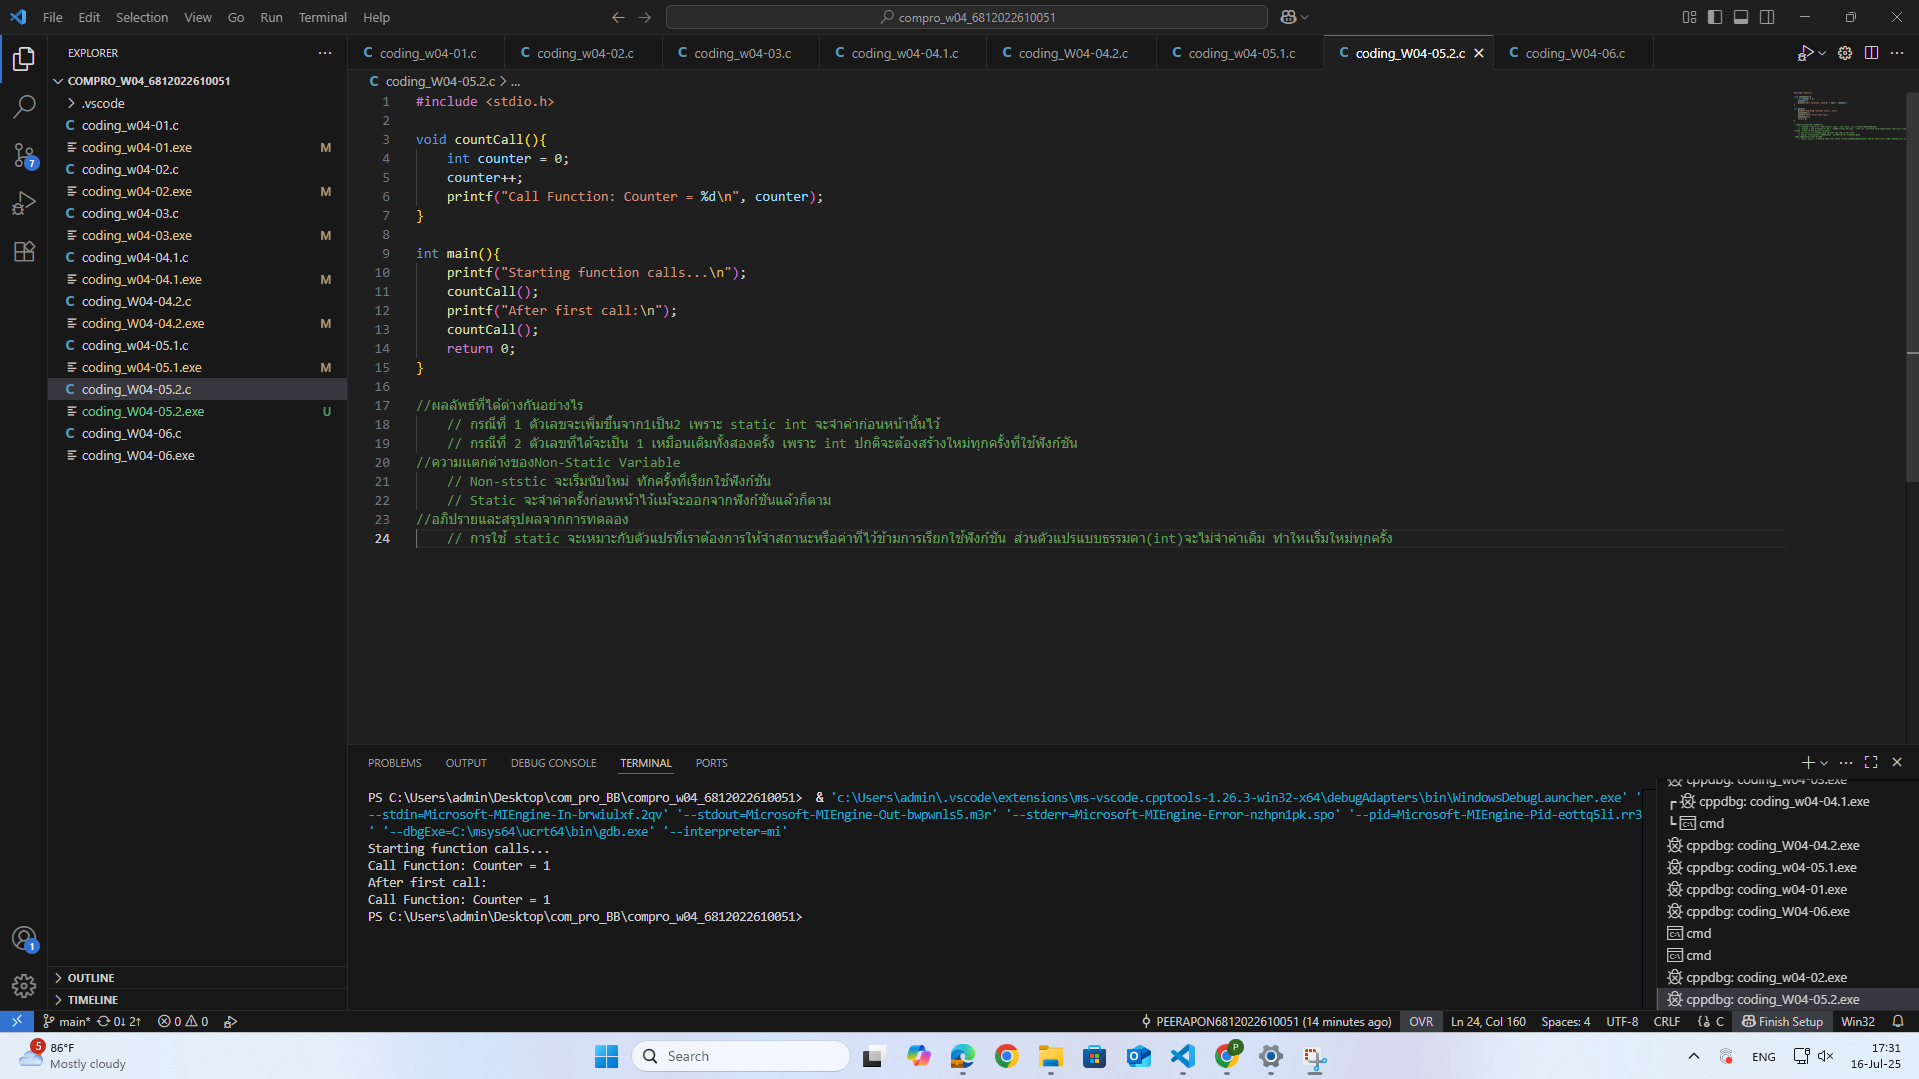 File Edit Selection View Go Run Terminal Help
compro_w04_6812022610051
EXPLORER
COMPRO_W04_6812022610051
.vscode
coding_w04-01.c
coding_w04-01.exe M
coding_w04-02.c
coding_w04-02.exe M
coding_w04-03.c
coding_w04-03.exe M
coding_w04-04.1.c
coding_w04-04.1.exe M
coding_W04-04.2.c
coding_W04-04.2.exe M
coding_w04-05.1.c
coding_w04-05.1.exe M
coding_W04-05.2.c
coding_W04-05.2.exe U
coding_W04-06.c
coding_W04-06.exe
OUTLINE
TIMELINE
7
1
coding_w04-01.c coding_w04-02.c coding_w04-03.c coding_w04-04.1.c coding_W04-04.2.c coding_w04-05.1.c coding_W04-05.2.c coding_W04-06.c
coding_W04-05.2.c > ...
1 #include <stdio.h>
2
3 void countCall(){
4 int counter = 0;
5 counter++;
6 printf("Call Function: Counter = %d\n", counter);
7 }
8
9 int main(){
10 printf("Starting function calls...\n");
11 countCall();
12 printf("After first call:\n");
13 countCall();
14 return 0;
15 }
16
17 //ผลลัพธ์ที่ได้ต่างกันอย่างไร
18 // กรณีที่ 1 ตัวเลขจะเพิ่มขึ้นจาก1เป็น2 เพราะ static int จะจำค่าก่อนหน้านั้นไว้
19 // กรณีที่ 2 ตัวเลขที่ได้จะเป็น 1 เหมือนเดิมทั้งสองครั้ง เพราะ int ปกติจะต้องสร้างใหม่ทุกครั้งที่ใช้ฟังก์ชัน
20 //ความแตกต่างของNon-Static Variable
21 // Non-ststic จะเริ่มนับใหม่ ทักครั้งที่เรียกใช้ฟังก์ชัน
22 // Static จะจำค่าครั้งก่อนหน้าไว้แม้จะออกจากฟังก์ชันแล้วก็ตาม
23 //อภิปรายและสรุปผลจากการทดลอง
24 // การใช้ static จะเหมาะกับตัวแปรที่เราต้องการให้จำสถานะหรือค่าที่ไว้ข้ามการเรียกใช้ฟังก์ชัน ส่วนตัวแปรแบบธรรมดา(int)จะไม่จำค่าเดิม ทำใหเริ่มใหม่ทุกครั้ง
PROBLEMS OUTPUT DEBUG CONSOLE TERMINAL PORTS
PS C:\Users\admin\Desktop\com_pro_BB\compro_w04_6812022610051> & 'c:\Users\admin\.vscode\extensions\ms-vscode.cpptools-1.26.3-win32-x64\debugAdapters\bin\WindowsDebugLauncher.exe' '
--stdin=Microsoft-MIEngine-In-brwiulxf.2qv' '--stdout=Microsoft-MIEngine-Out-bwpwnls5.m3r' '--stderr=Microsoft-MIEngine-Error-nzhpn1pk.spo' '--pid=Microsoft-MIEngine-Pid-eottq5li.rr3
' '--dbgExe=C:\msys64\ucrt64\bin\gdb.exe' '--interpreter=mi'
Starting function calls...
Call Function: Counter = 1
After first call:
Call Function: Counter = 1
PS C:\Users\admin\Desktop\com_pro_BB\compro_w04_6812022610051>
cppdbg: coding_w04-03.exe
cppdbg: coding_w04-04.1.exe
cmd
cppdbg: coding_W04-04.2.exe
cppdbg: coding_w04-05.1.exe
cppdbg: coding_w04-01.exe
cppdbg: coding_W04-06.exe
cmd
cmd
cppdbg: coding_w04-02.exe
cppdbg: coding_W04-05.2.exe
main* 0↓ 2↑ 0 0 PEERAPON6812022610051 (14 minutes ago) OVR Ln 24, Col 160 Spaces: 4 UTF-8 CRLF C Finish Setup Win32
5
86°F
Mostly cloudy
Search
P
ENG
17:31
16-Jul-25